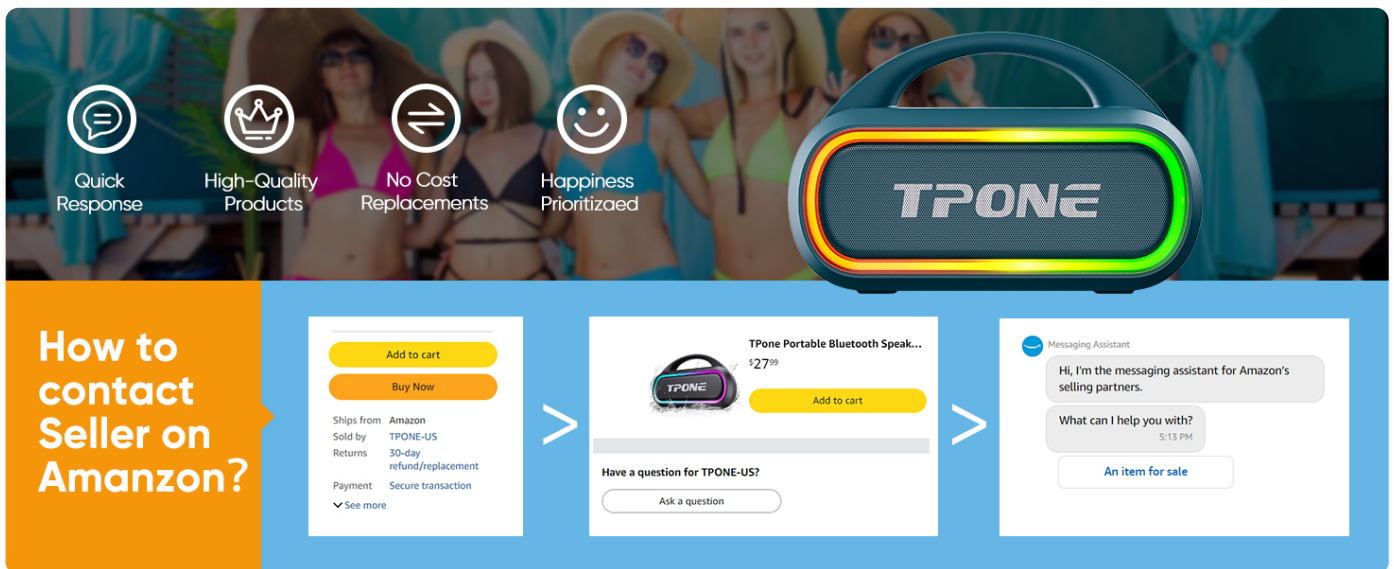 Quick
Response
High-Quality
Products
No Cost
Replacements
Happiness
Prioritizaed
TPONE
How to
contact
Seller on
Amanzon?
Add to cart
Buy Now
Ships from Amazon
Sold by TPONE-US
Returns 30-day
refund/replacement
Payment Secure transaction
See more
>
TPONE
TPone Portable Bluetooth Speak...
$2799
Add to cart
Have a question for TPONE-US?
Ask a question
>
Messaging Assistant
Hi, I'm the messaging assistant for Amazon's
selling partners.
What can I help you with?
5:13 PM
An item for sale